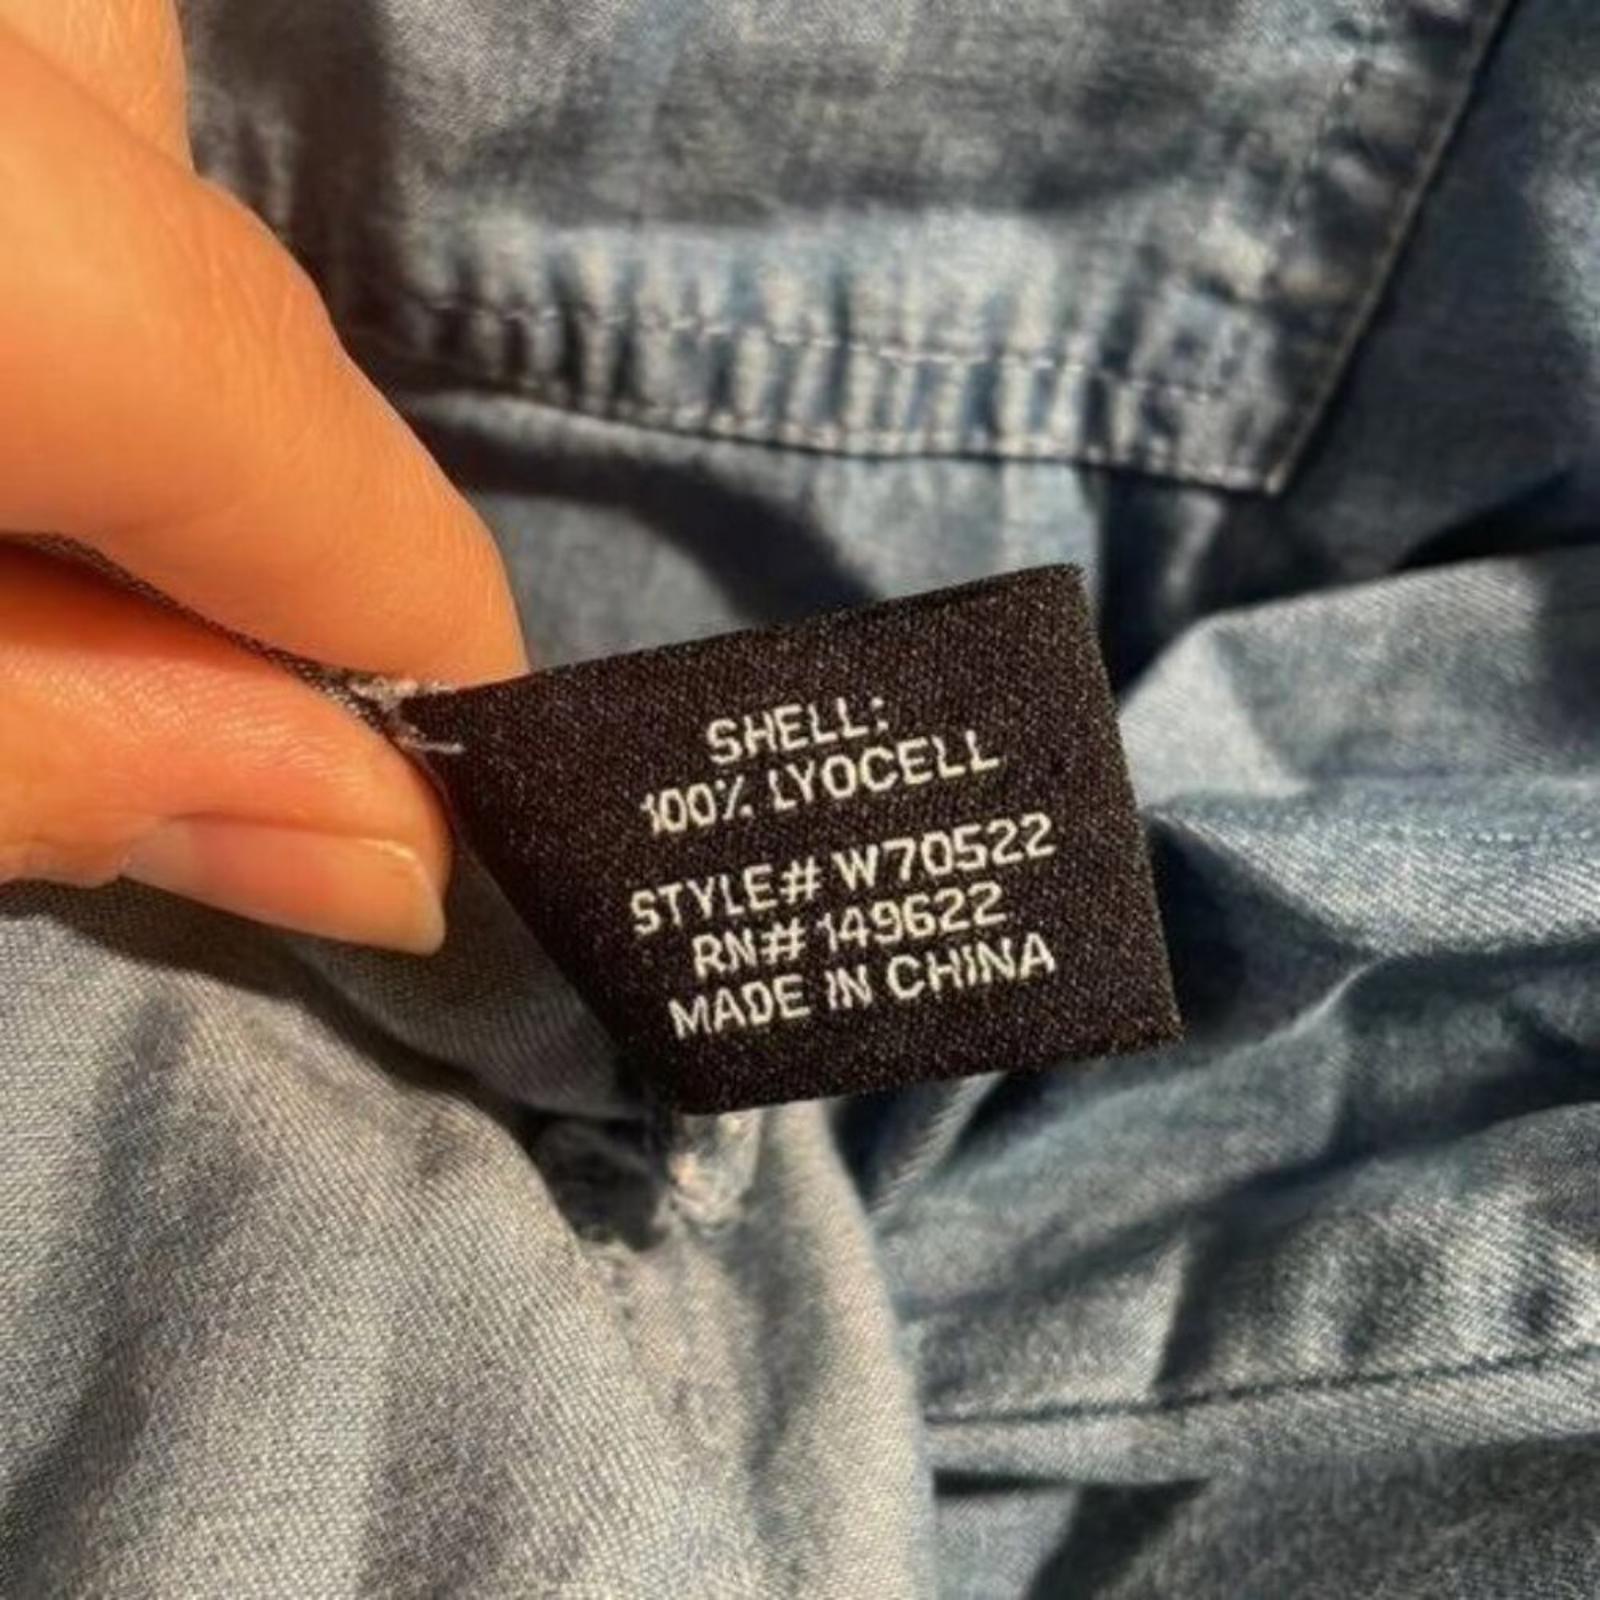 SHELL:
100% LYOCELL
STYLE# W70522
RN# 149622
MADE IN CHINA